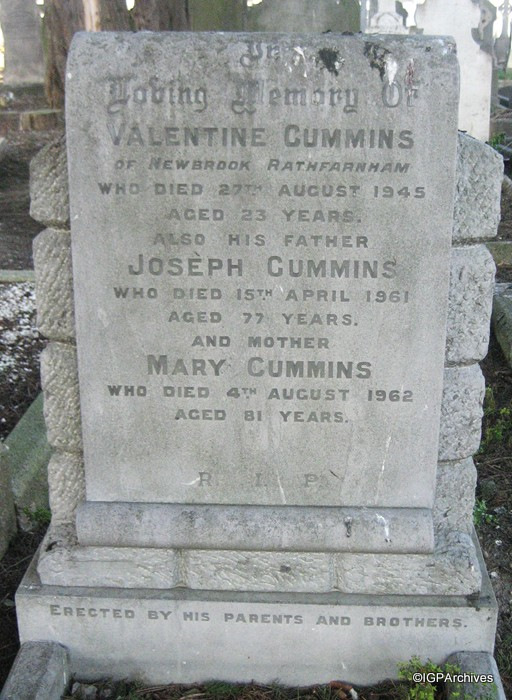 In
Loving Memory Of
VALENTINE CUMMINS
OF NEWBROOK RATHFARNHAM
WHO DIED 27TH AUGUST 1945
AGED 23 YEARS.
ALSO HIS FATHER
JOSEPH CUMMINS
WHO DIED 15TH APRIL 1961
AGED 77 YEARS.
AND MOTHER
MARY CUMMINS
WHO DIED 4TH AUGUST 1962
AGED 81 YEARS.
R I P
ERECTED BY HIS PARENTS AND BROTHERS.
©IGPArchives